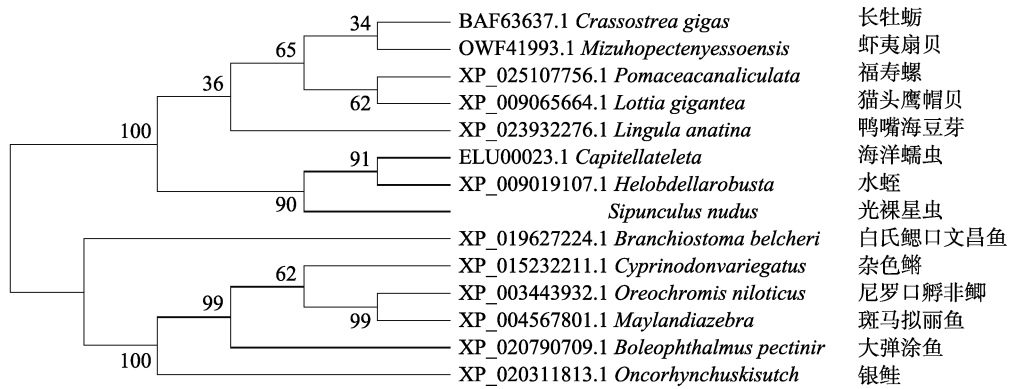 34 BAF63637.1 Crassostrea gigas 长牡蛎
65 OWF41993.1 Mizuhopectenyessoensis 虾夷扇贝
36 XP_025107756.1 Pomaceacanaliculata 福寿螺
62 XP_009065664.1 Lottia gigantea 猫头鹰帽贝
100 XP_023932276.1 Lingula anatina 鸭嘴海豆芽
91 ELU00023.1 Capitellateleta 海洋蠕虫
XP_009019107.1 Helobdellarobusta 水蛭
90 Sipunculus nudus 光裸星虫
XP_019627224.1 Branchiostoma belcheri 白氏鳃口文昌鱼
62 XP_015232211.1 Cyprinodonvariegatus 杂色鳉
99 XP_003443932.1 Oreochromis niloticus 尼罗口孵非鲫
99 XP_004567801.1 Maylandiazebra 斑马拟丽鱼
XP_020790709.1 Boleophthalmus pectinir 大弹涂鱼
100 XP_020311813.1 Oncorhynchuskisutch 银鲑